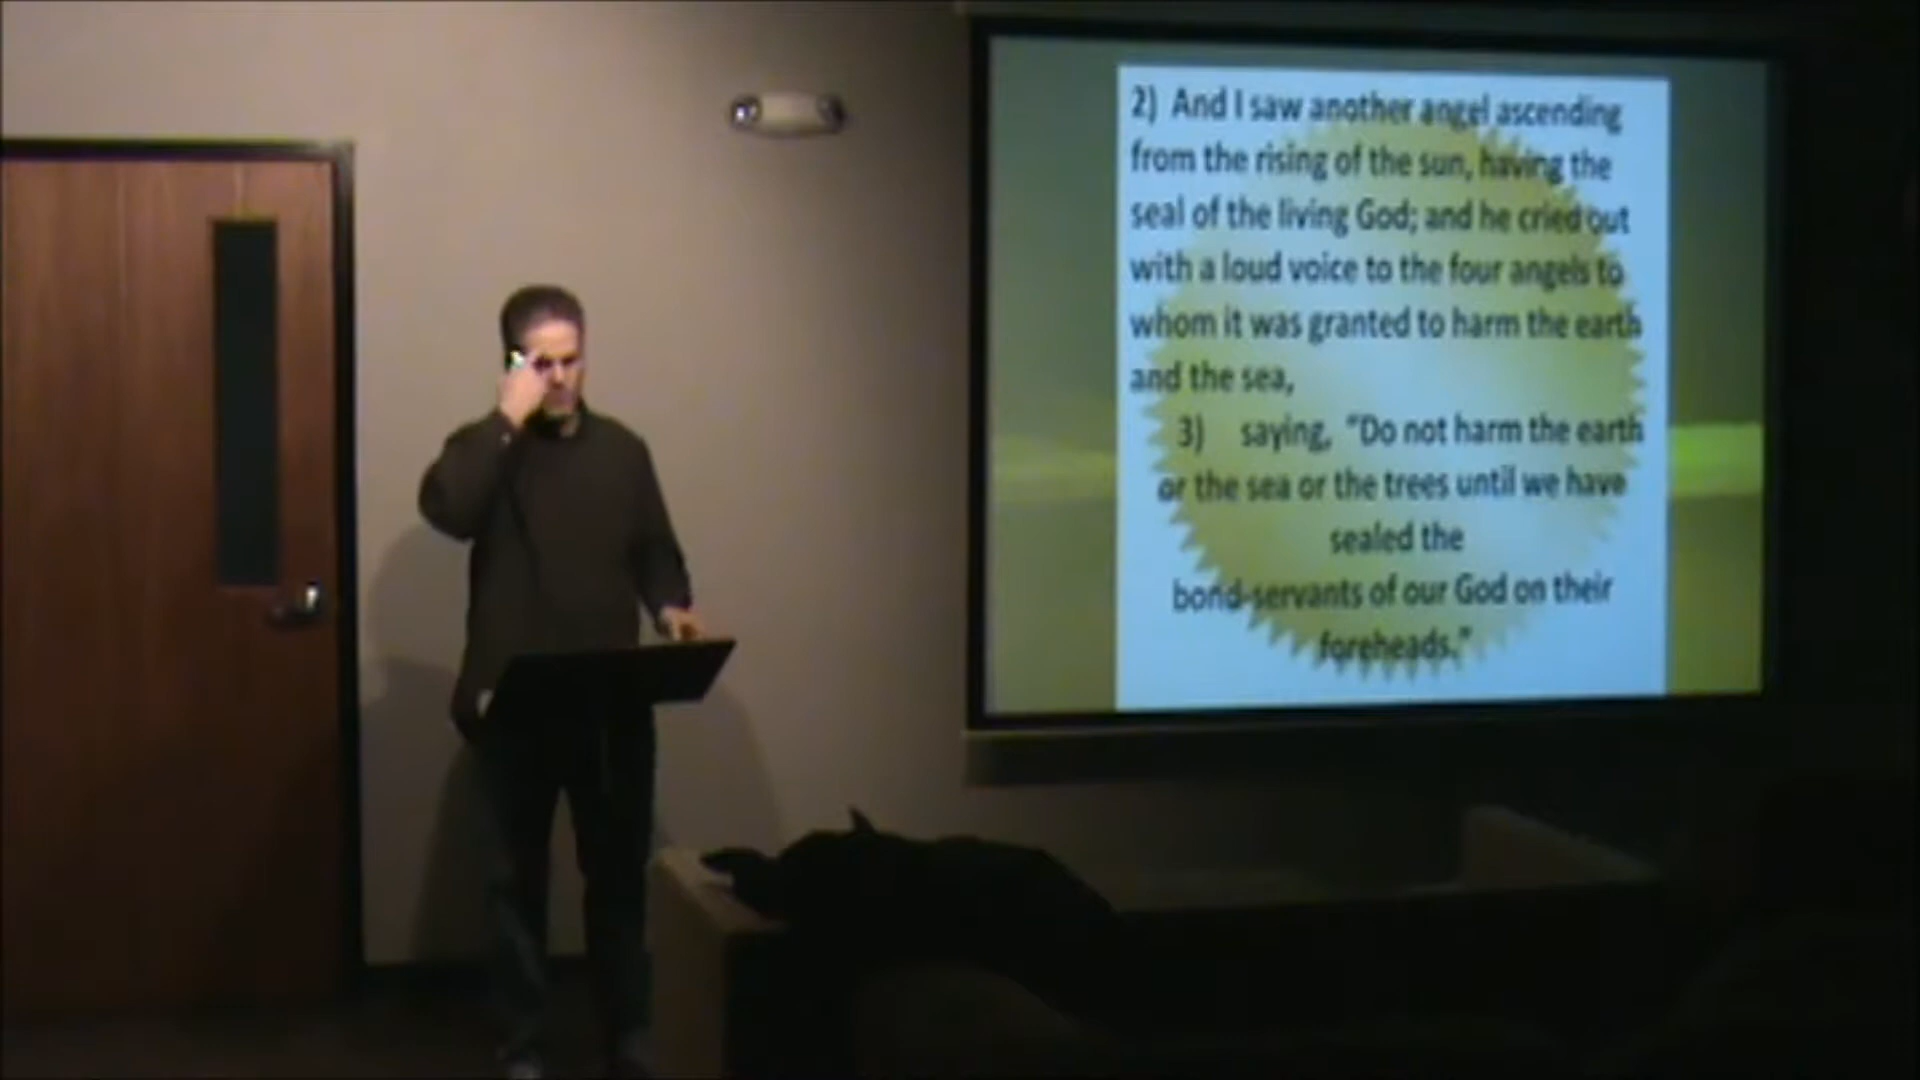 2) And I saw another angel ascending
from the rising of the sun, having the
seal of the living God; and he cried out
with a loud voice to the four angels to
whom it was granted to harm the earth
and the sea,
3) saying, “Do not harm the earth
or the sea or the trees until we have
sealed the
bond-servants of our God on their
foreheads.”